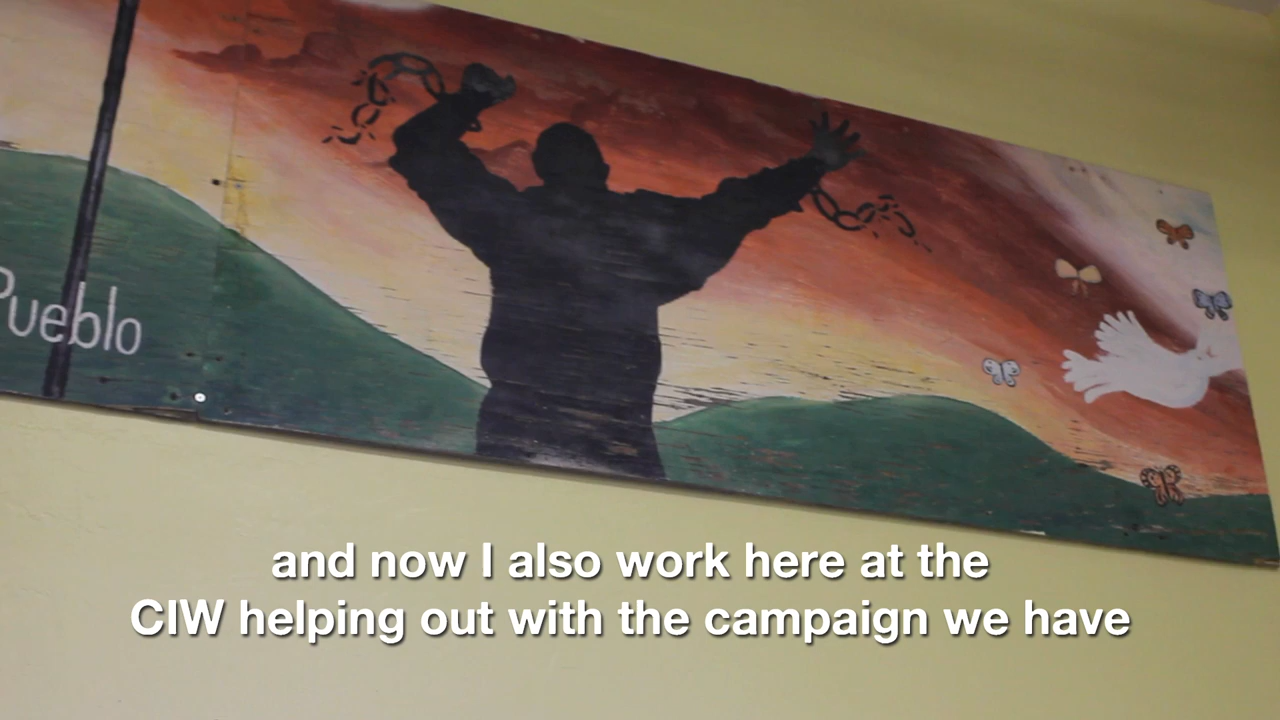 Pueblo
and now I also work here at the
CIW helping out with the campaign we have